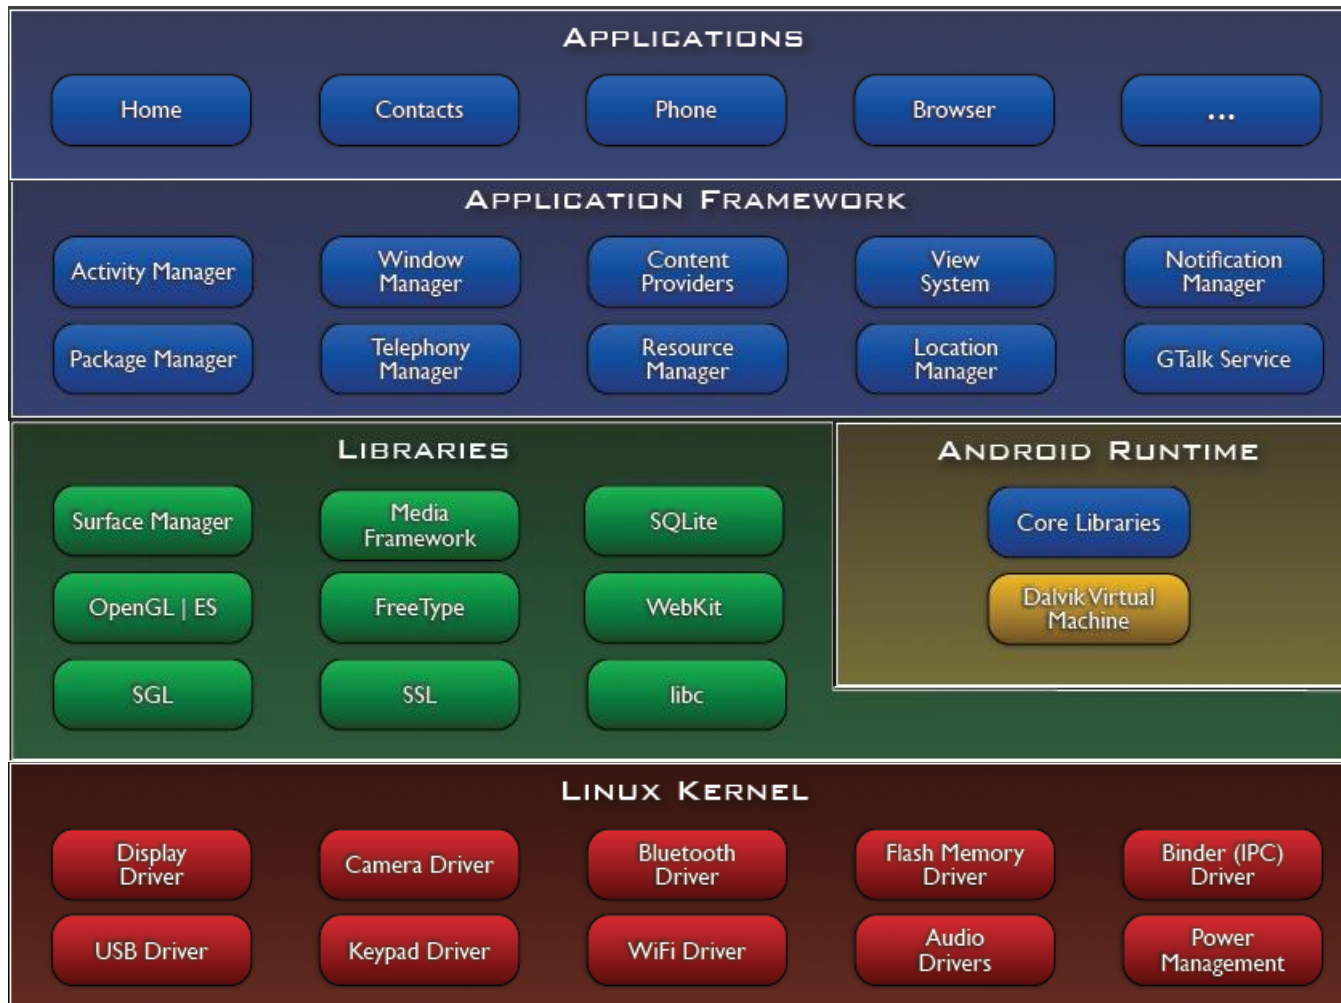 APPLICATIONS
Home
Contacts
Phone
Browser
...
APPLICATION FRAMEWORK
Activity Manager
Window
Manager
Content
Providers
View
System
Notification
Manager
Package Manager
Telephony
Manager
Resource
Manager
Location
Manager
GTalk Service
LIBRARIES
Surface Manager
Media
Framework
SQLite
OpenGL | ES
FreeType
WebKit
SGL
SSL
libc
ANDROID RUNTIME
Core Libraries
Dalvik Virtual
Machine
LINUX KERNEL
Display
Driver
Camera Driver
Bluetooth
Driver
Flash Memory
Driver
Binder (IPC)
Driver
USB Driver
Keypad Driver
WiFi Driver
Audio
Drivers
Power
Management